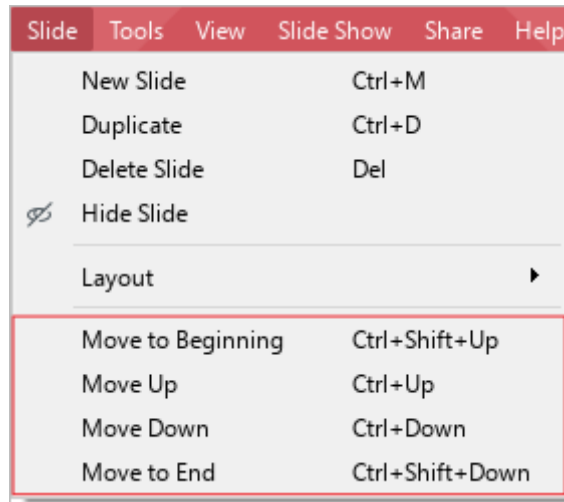 Slide Tools View Slide Show Share Help
New Slide Ctrl+M
Duplicate Ctrl+D
Delete Slide Del
Hide Slide
Layout
Move to Beginning Ctrl+Shift+Up
Move Up Ctrl+Up
Move Down Ctrl+Down
Move to End Ctrl+Shift+Down